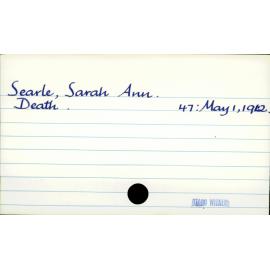 Searle, Sarah Ann.
Death. 47: May 1, 1912.